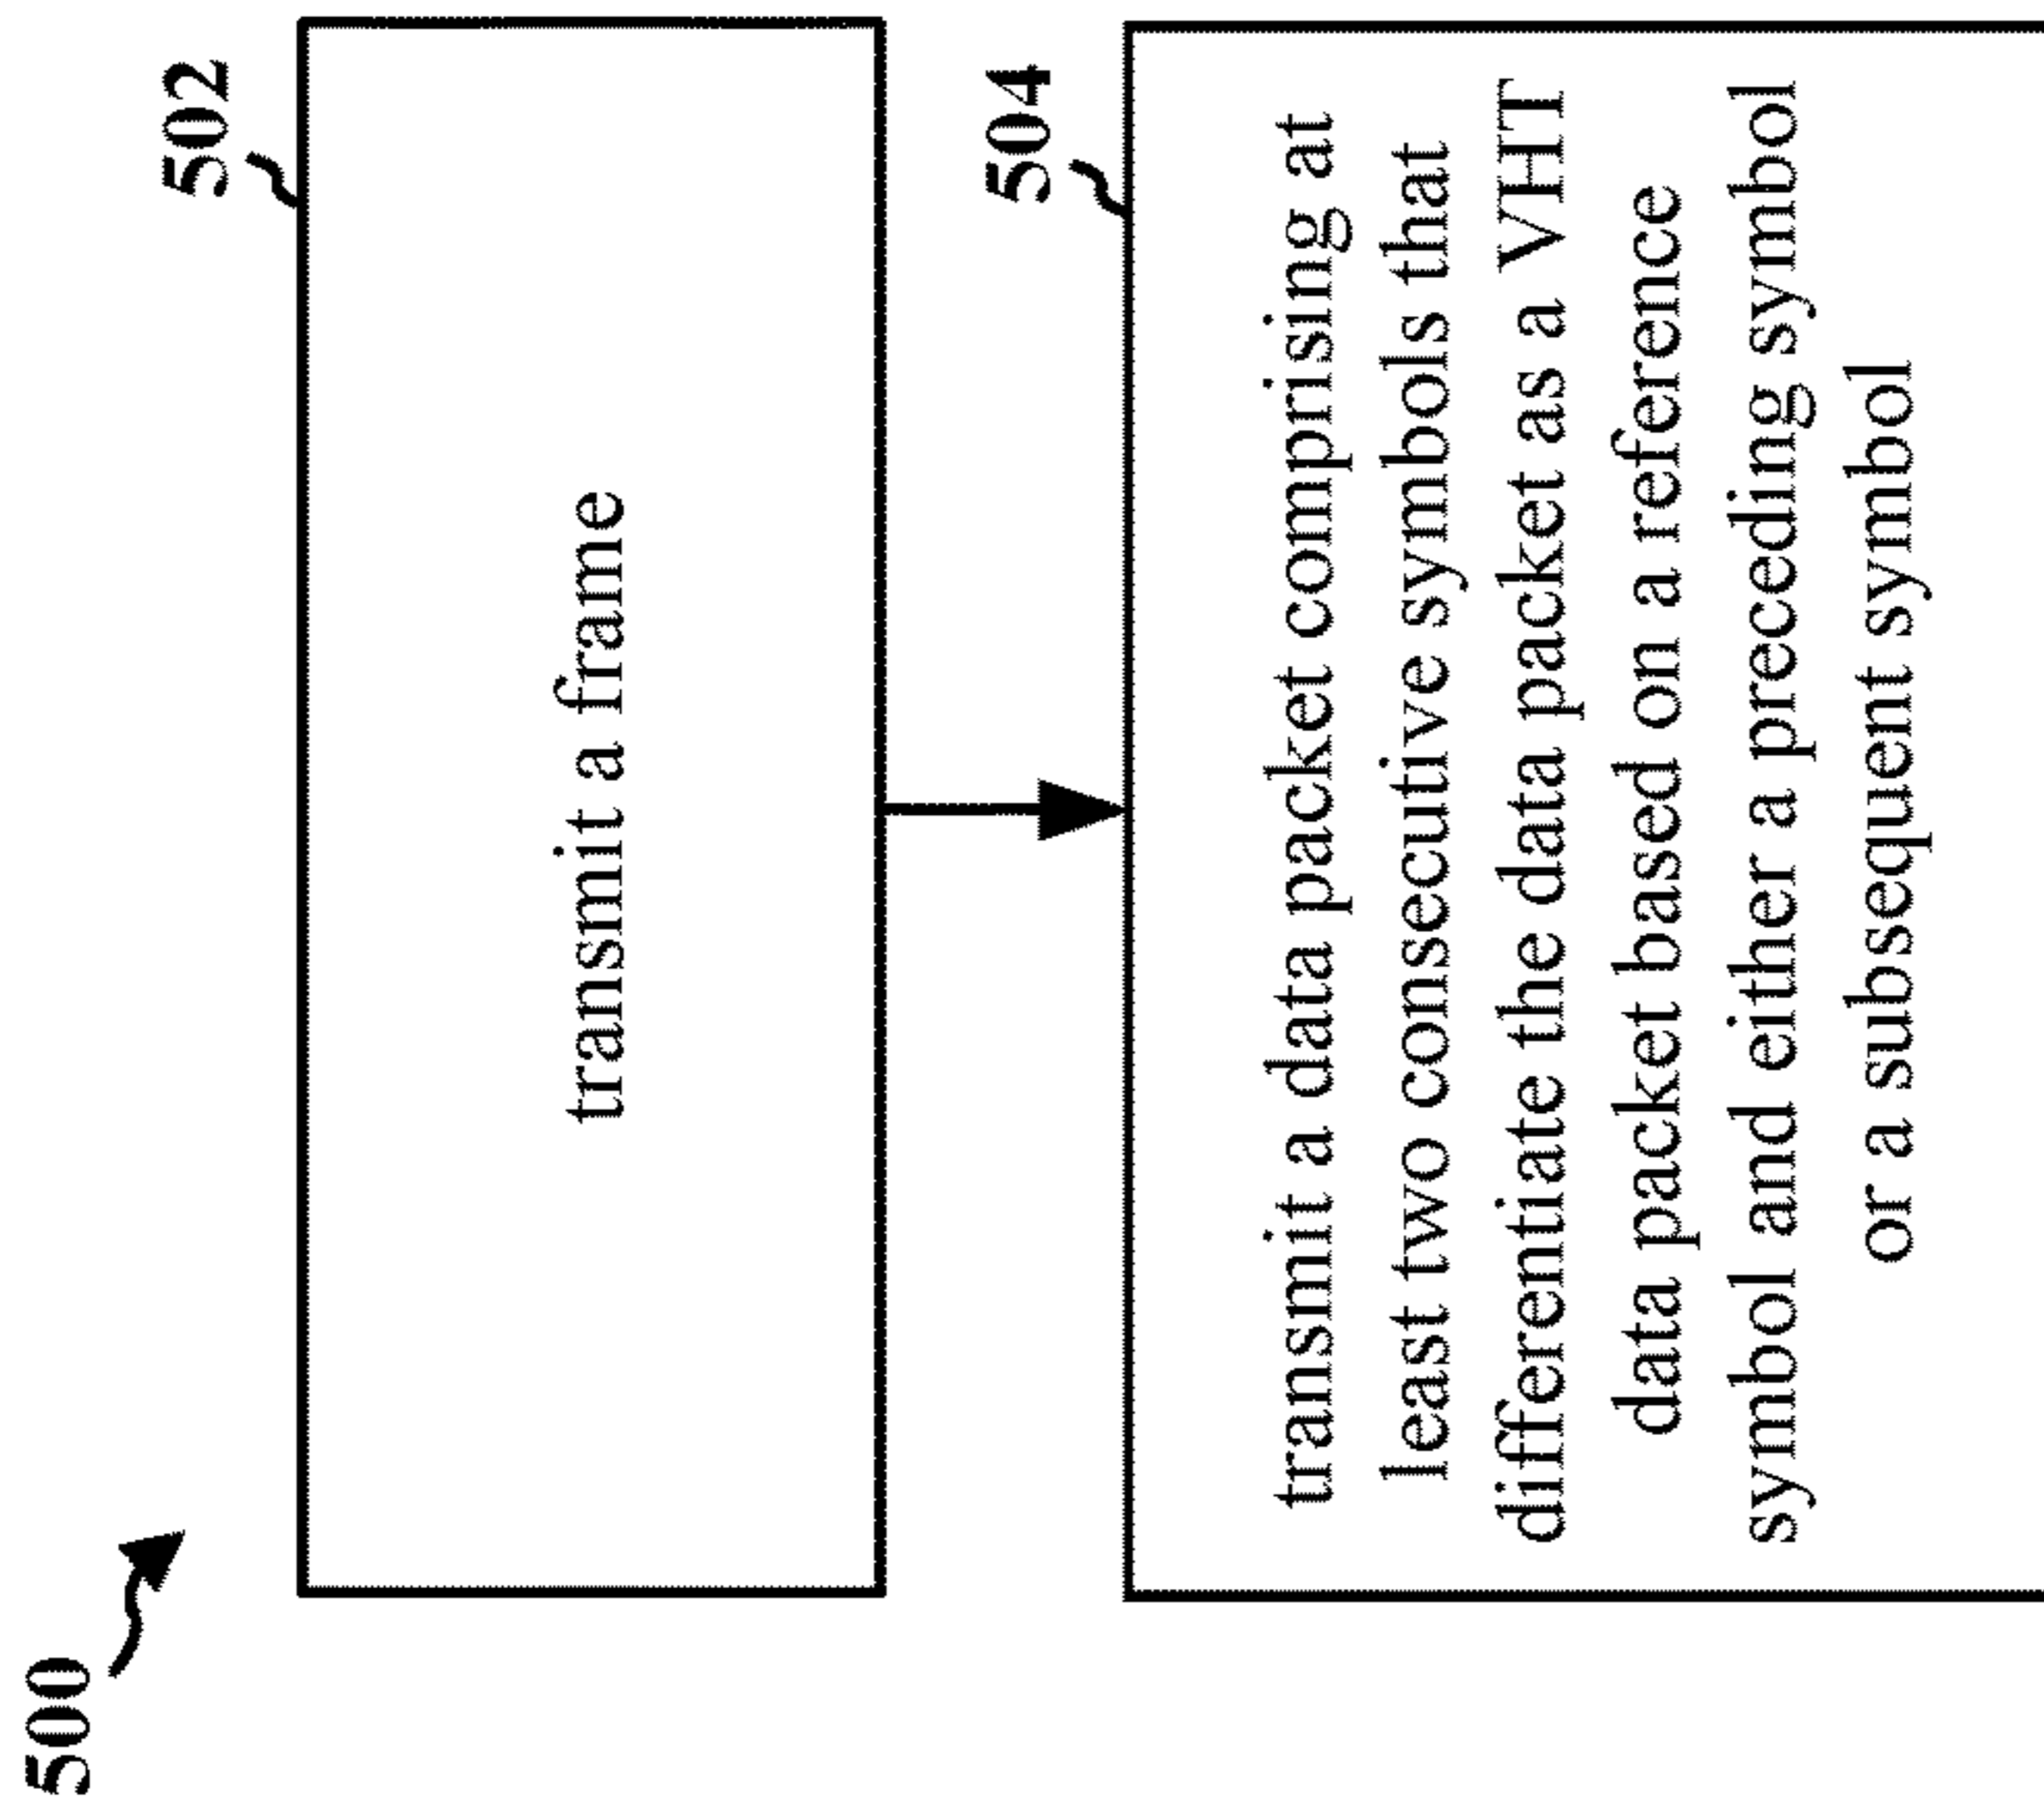 500
502
transmit a frame
504
transmit a data packet comprising at
least two consecutive symbols that
differentiate the data packet as a VHT
data packet based on a reference
symbol and either a preceding symbol
or a subsequent symbol